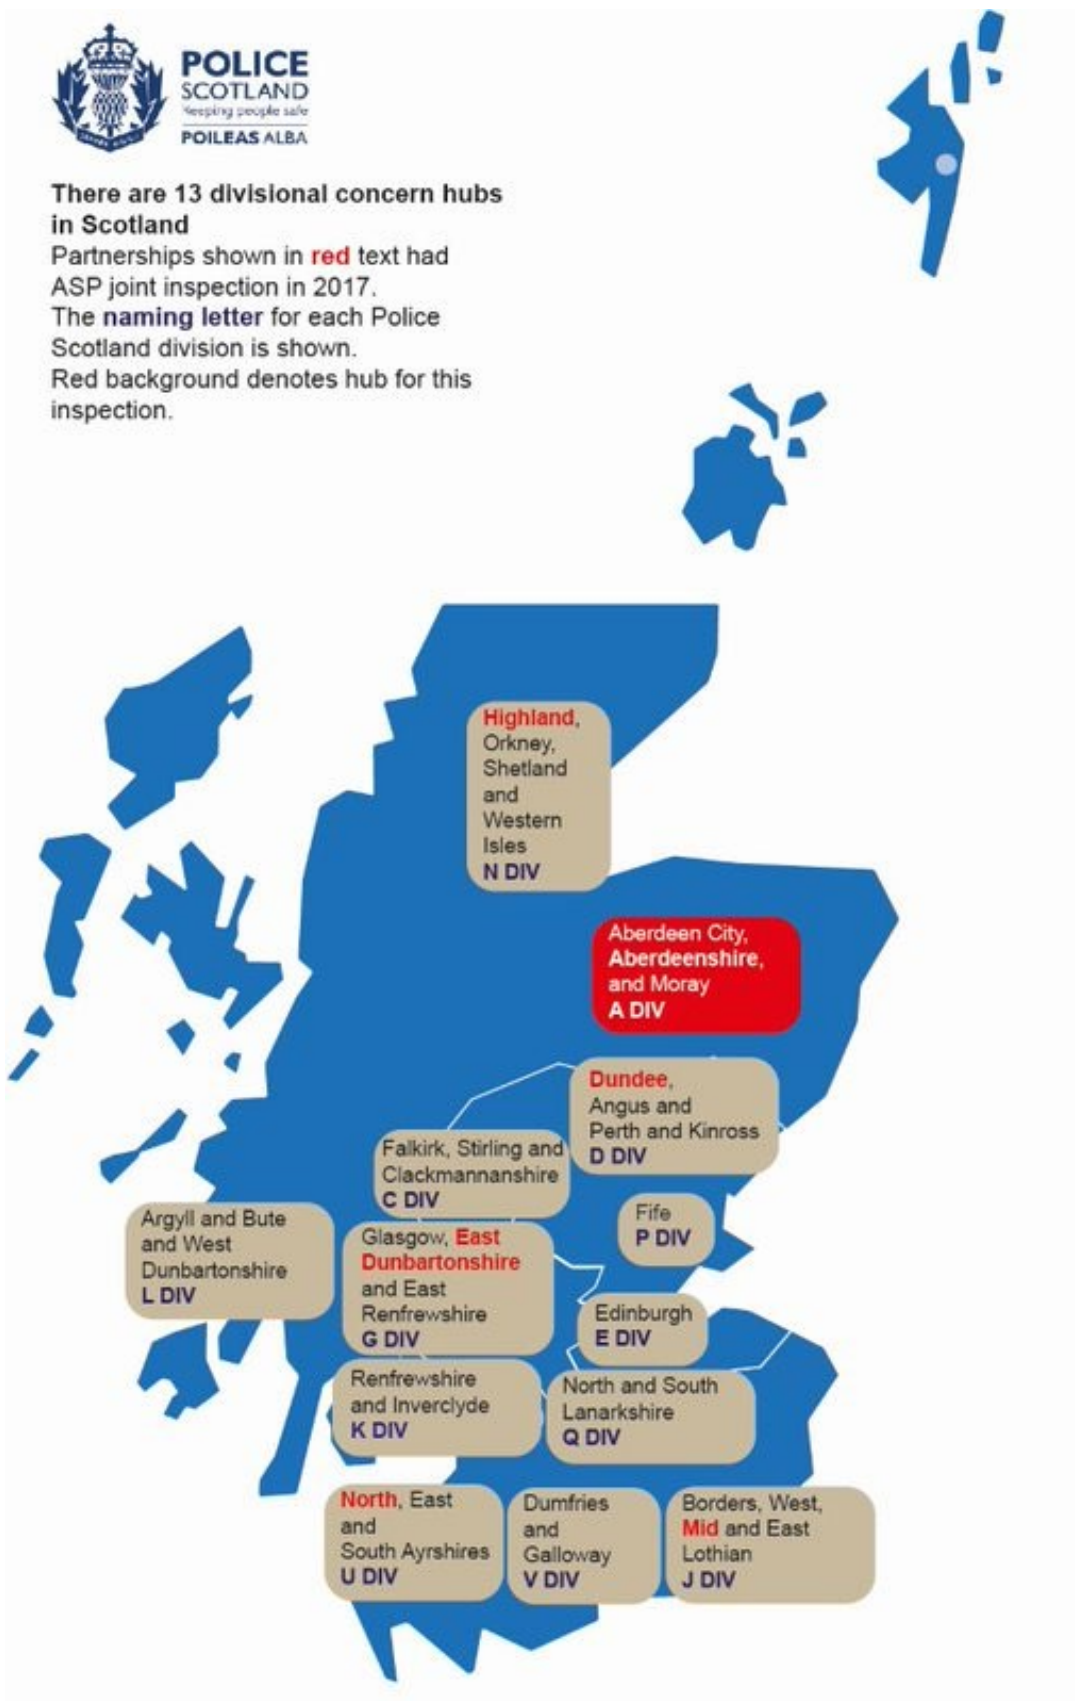 POLICE
SCOTLAND
Keeping people safe
POILEAS ALBA
There are 13 divisional concern hubs
in Scotland
Partnerships shown in red text had
ASP joint inspection in 2017.
The naming letter for each Police
Scotland division is shown.
Red background denotes hub for this
inspection.
Highland,
Orkney,
Shetland
and
Western
Isles
N DIV
Aberdeen City,
Aberdeenshire,
and Moray
A DIV
Dundee,
Angus and
Perth and Kinross
D DIV
Falkirk, Stirling and
Clackmannanshire
C DIV
Fife
P DIV
Argyll and Bute
and West
Dunbartonshire
L DIV
Glasgow, East
Dunbartonshire
and East
Renfrewshire
G DIV
Edinburgh
E DIV
Renfrewshire
and Inverclyde
K DIV
North and South
Lanarkshire
Q DIV
North, East
and
South Ayrshires
U DIV
Dumfries
and
Galloway
V DIV
Borders, West,
Mid and East
Lothian
J DIV